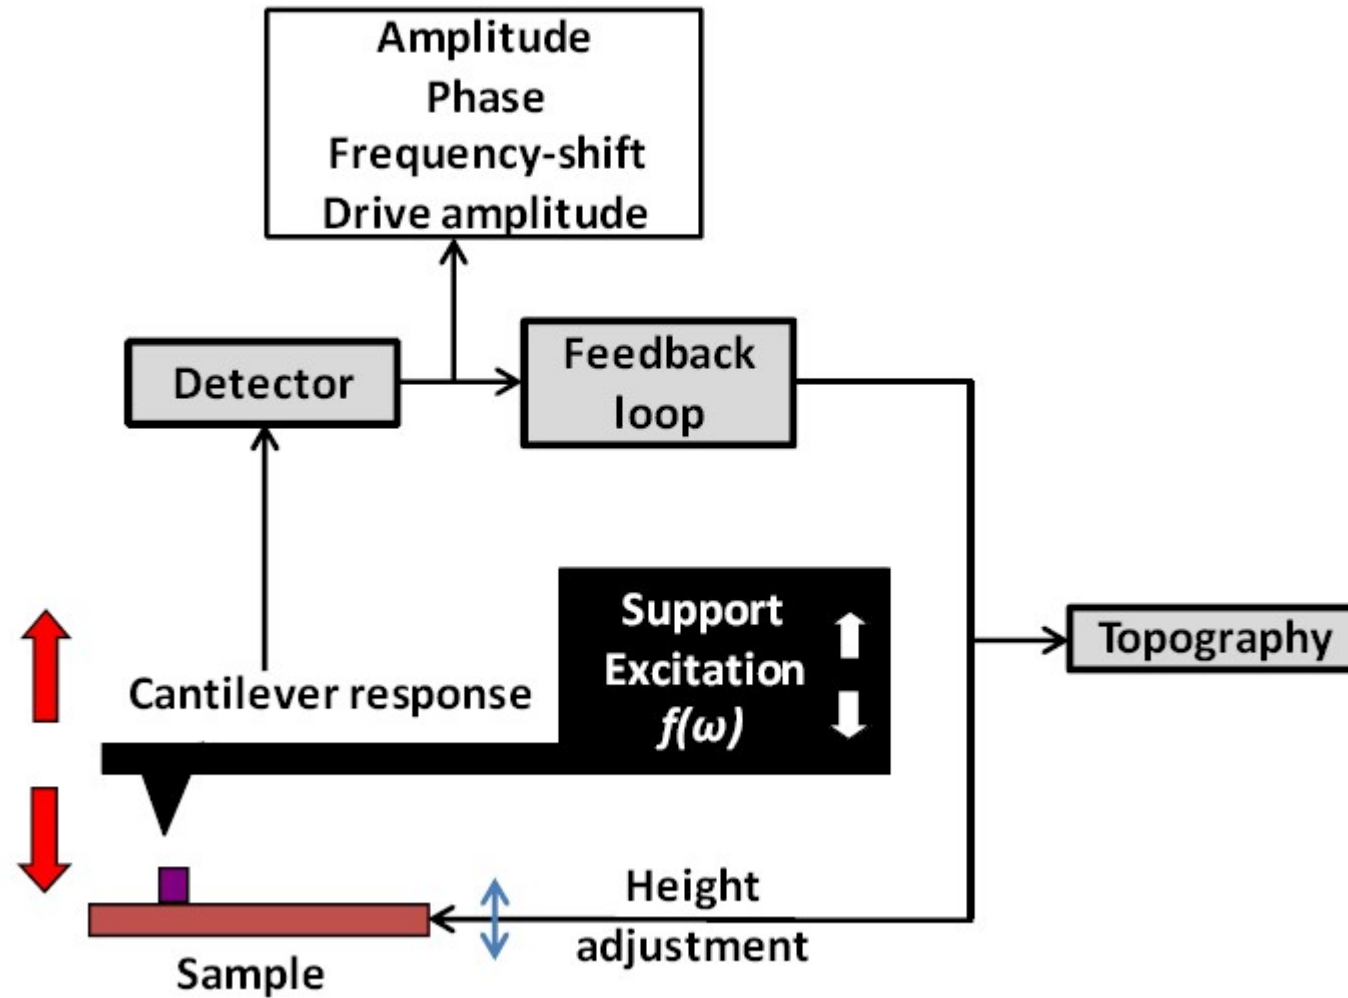 Amplitude
Phase
Frequency-shift
Drive amplitude
Detector
Feedback
loop
Support
Excitation
f(ω)
Topography
Cantilever response
Height
adjustment
Sample